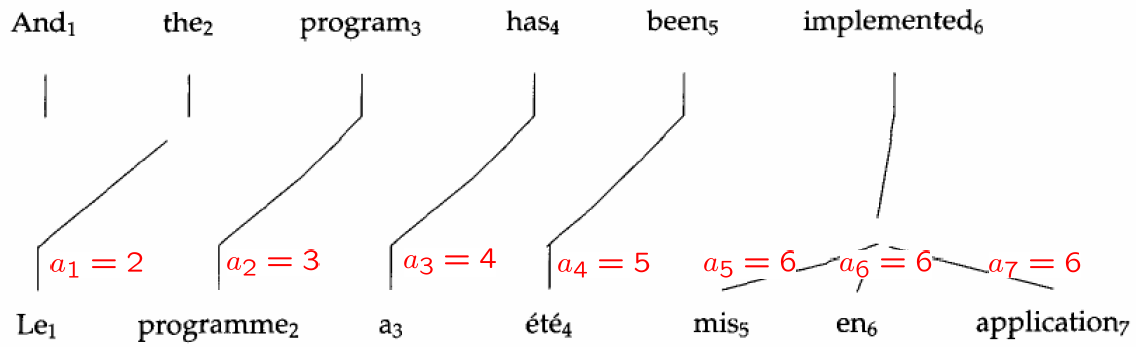 And₁ the₂ program₃ has₄ been₅ implemented₆
a₁ = 2 a₂ = 3 a₃ = 4 a₄ = 5 a₅ = 6 a₆ = 6 a₇ = 6
Le₁ programme₂ a₃ été₄ mis₅ en₆ application₇